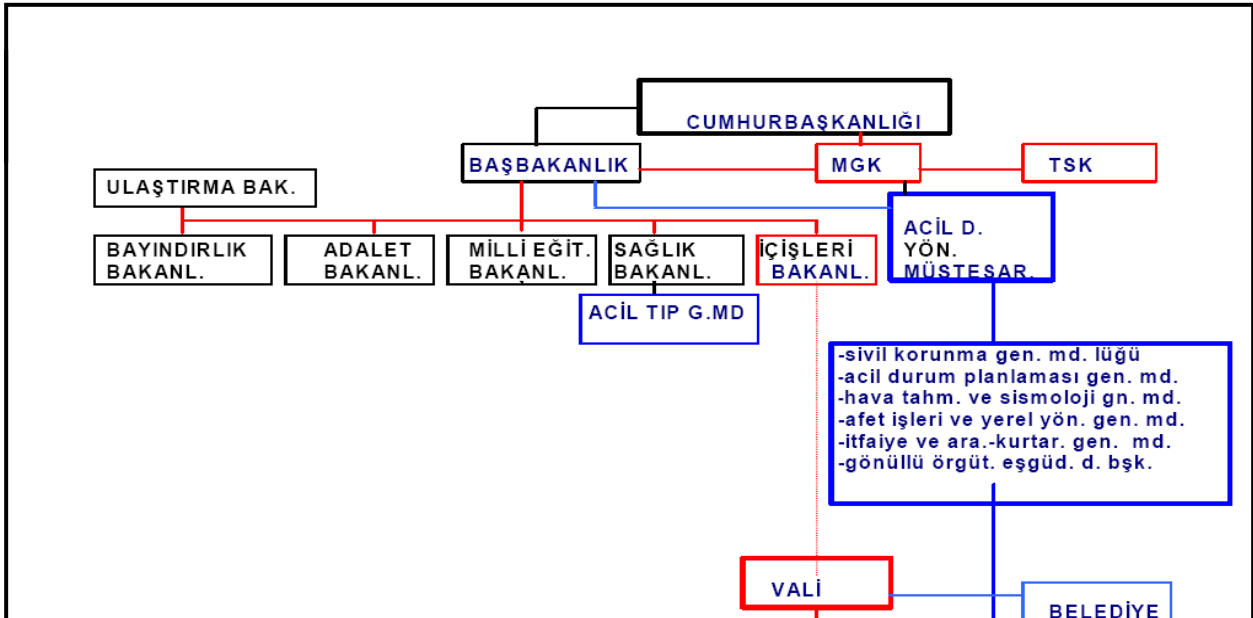 CUMHURBAŞKANLIĞI
BAŞBAKANLIK
MGK
TSK
ULAŞTIRMA BAK.
ACİL D.
YÖN.
MÜSTEŞAR.
BAYINDIRLIK
BAKANL.
ADALET
BAKANL.
MİLLİ EĞİT.
BAKANL.
SAĞLIK
BAKANL.
İÇİŞLERİ
BAKANL.
ACİL TIP G.MD
-sivil korunma gen. md. lüğü
-acil durum planlaması gen. md.
-hava tahm. ve sismoloji gn. md.
-afet işleri ve yerel yön. gen. md.
-itfaiye ve ara.-kurtar. gen. md.
-gönüllü örgüt. eşgüd. d. bşk.
VALİ
BELEDİYE